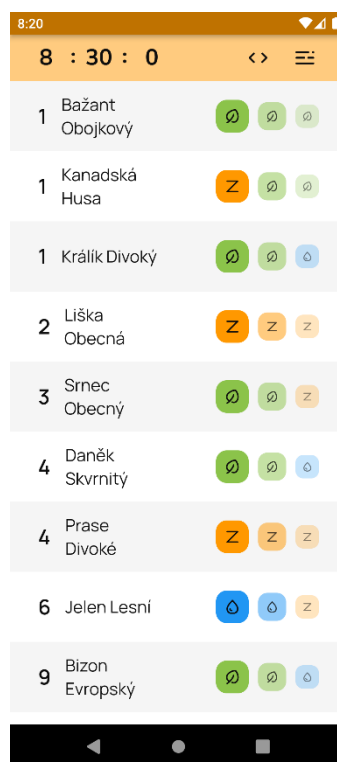 8:20
8 : 30 : 0 <>
1 Bažant
Obojkový
1 Kanadská
Husa
Z
1 Králík Divoký
2 Liška
Obecná
Z Z Z
3 Srnec
Obecný
Z
4 Daněk
Skvrnitý
4 Prase
Divoké
Z Z Z
6 Jelen Lesní Z
9 Bizon
Evropský